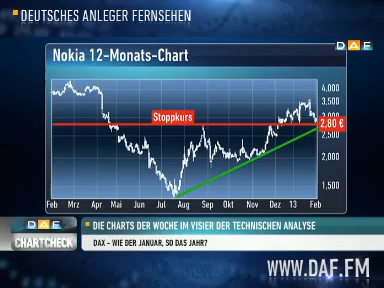 DEUTSCHES ANLEGER FERNSEHEN
DAF
Nokia 12-Monats-Chart
Stoppkurs
4,000
3,500
3,000
2,80 €
2,500
2,000
1,500
Feb Mrz Apr Mai Jun Jul Aug Sep Okt Nov Dez 13 Feb
DAF
CHARTCHECK
DIE CHARTS DER WOCHE IM VISIER DER TECHNISCHEN ANALYSE
DAX - WIE DER JANUAR, SO DAS JAHR?
WWW.DAF.FM